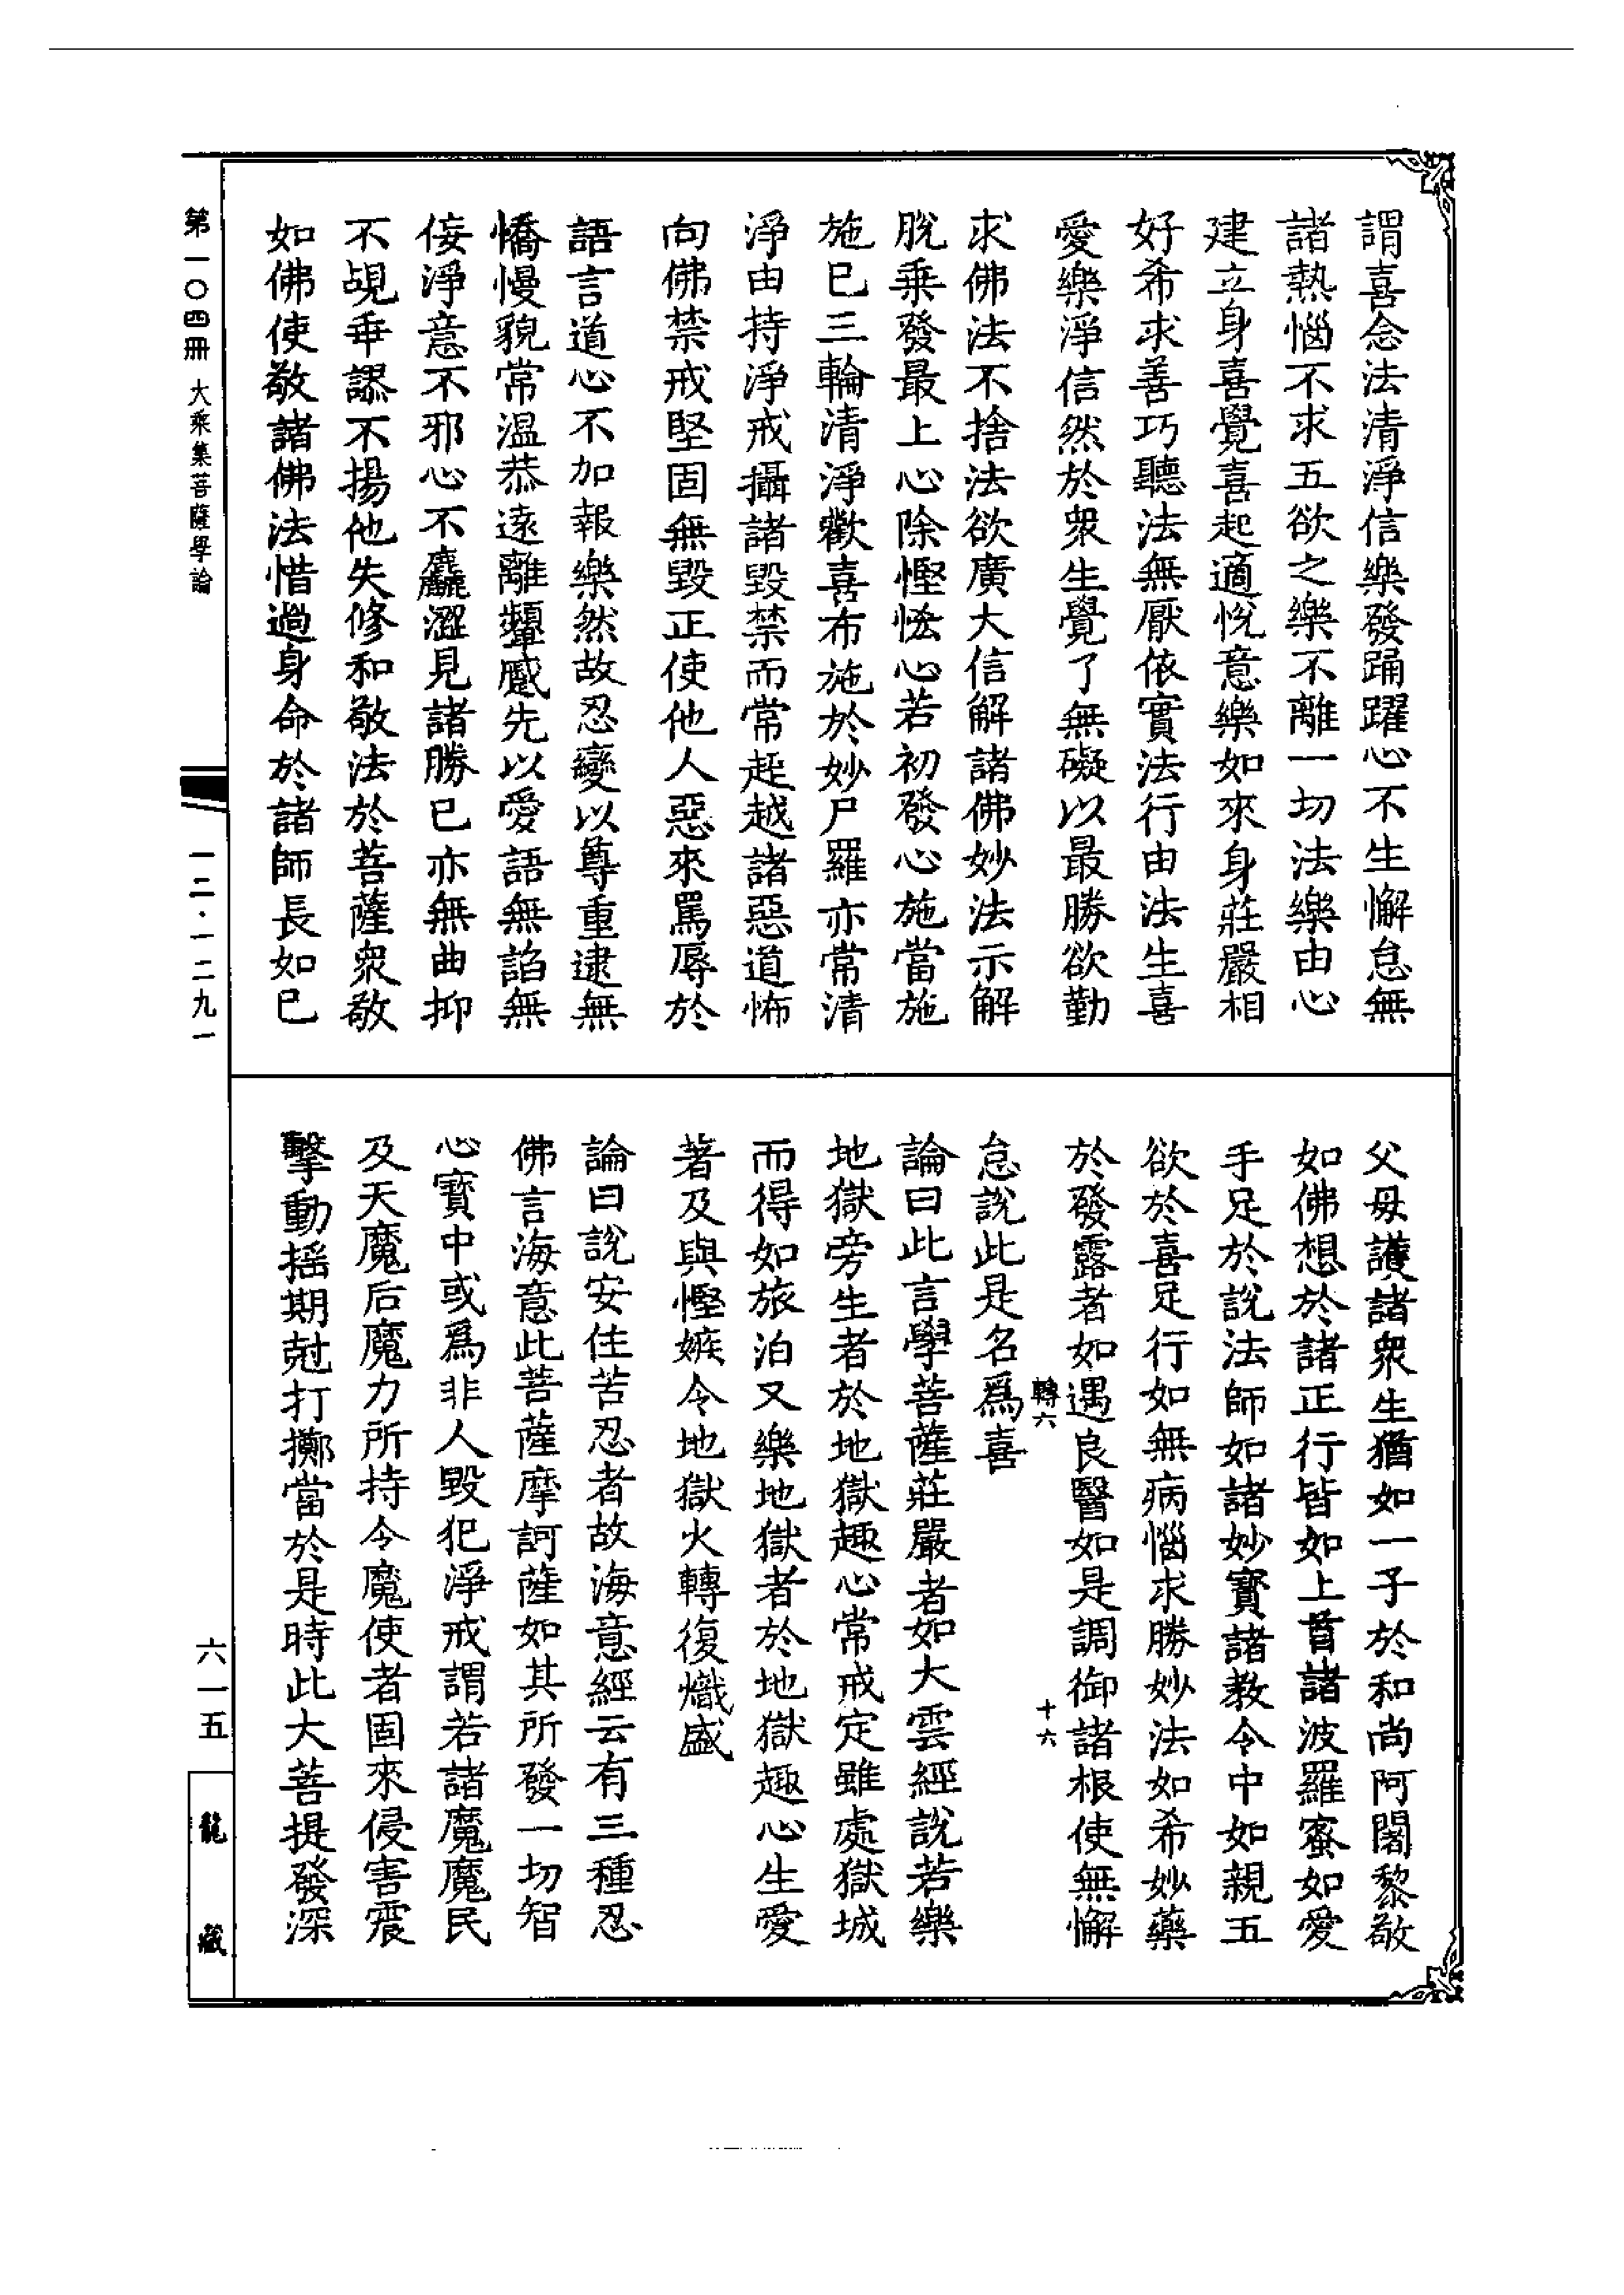 謂喜念法清淨信樂發踊躍心不生懈怠無
諸熱惱不求五欲之樂不離一切法樂由心
建立身喜覺喜起適悅意樂如來身莊嚴相
好希求善巧聽法無厭依實法行由法生喜
愛樂淨信然於眾生覺了無礙以最勝欲勤
求佛法不捨法欲廣大信解諸佛妙法示解
脫乗發最上心除慳悋心若初發心施當施
施已三輪清淨歡喜布施於妙尸羅亦常清
淨由持淨戒攝諸毀禁而常超越諸惡道怖
向佛禁戒堅固無毀正使他人惡來罵辱於
語言道心不加報樂然故忍變以尊重逮無
憍慢貌常溫恭遠離顰蹙先以愛語無諂無
侫淨意不邪心不麤澀見諸勝已亦無曲抑
不覘乖謬不揚他失修和敬法於菩薩眾敬
如佛使敬諸佛法惜過身命於諸師長如已
父母護諸眾生猶如一子於和尚阿闍黎敬
如佛想於諸正行皆如上首諸波羅蜜如愛
手足於說法師如諸妙寳諸教令中如親五
欲於喜足行如無病惱求勝妙法如希妙藥
於發露者如遇良醫如是調御諸根使無懈
轉六
十六
怠說此是名爲喜
論曰此言學菩薩莊嚴者如大雲經說若樂
地獄旁生者於地獄趣心常戒定雖處獄城
而得如旅泊又樂地獄者於地獄趣心生愛
著及與慳嫉令地獄火轉復熾盛
論曰說安住苦忍者故海意經云有三種忍
佛言海意此菩薩摩訶薩如其所發一切智
心寳中或爲非人毀犯淨戒謂若諸魔魔民
及天魔后魔力所持令魔使者固來侵害震
擊動搖期尅打擲當於是時此大菩提發深
第一〇四冊
大乘集菩薩學論
一二·一二九一
六一五
龍藏